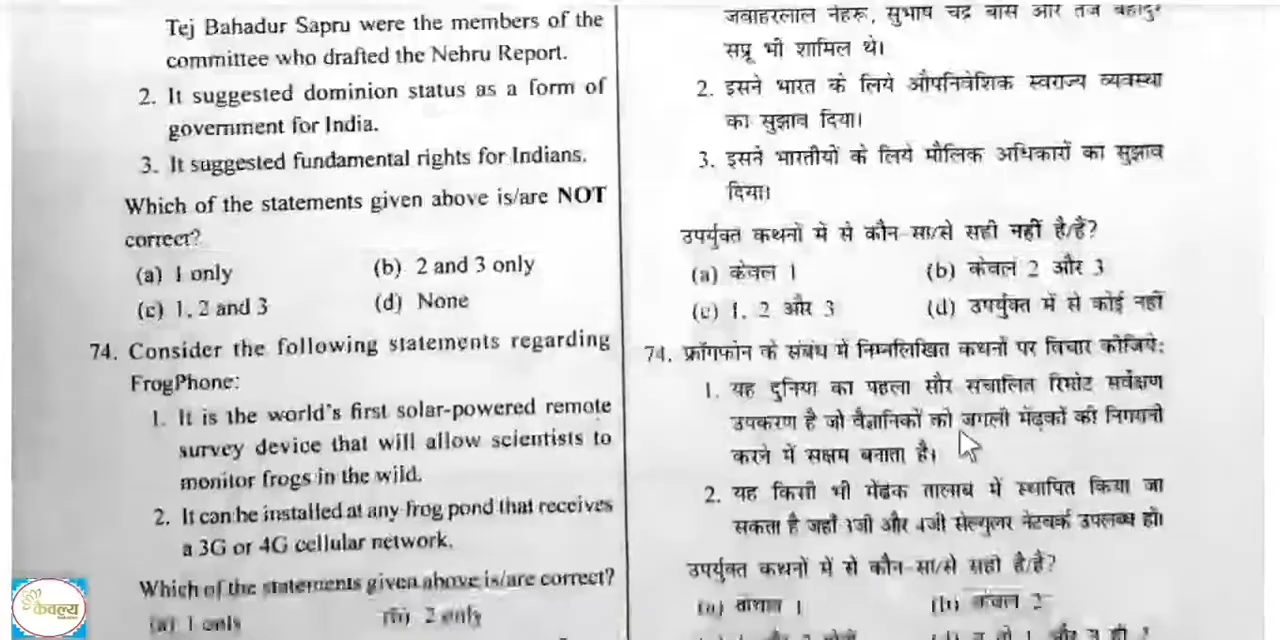 Tej Bahadur Sapru were the members of the
committee who drafted the Nehru Report.
2. It suggested dominion status as a form of
government for India.
3. It suggested fundamental rights for Indians.
Which of the statements given above is/are NOT
correct?
(a) 1 only
(b) 2 and 3 only
(c) 1, 2 and 3
(d) None
74. Consider the following statements regarding
FrogPhone:
1. It is the world's first solar-powered remote
survey device that will allow scientists to
monitor frogs in the wild.
2. It can be installed at any frog pond that receives
a 3G or 4G cellular network.
Which of the statements given above is/are correct?
(a) 1 only
(b) 2 only
जवाहरलाल नेहरू, सुभाष चंद्र बोस और तेज बहादुर
सप्रू भी शामिल थे।
2. इसने भारत के लिये औपनिवेशिक स्वराज्य व्यवस्था
का सुझाव दिया।
3. इसने भारतीयों के लिये मौलिक अधिकारों का सुझाव
दिया।
उपर्युक्त कथनों में से कौन-सा/से सही नहीं है/हैं?
(a) केवल 1
(b) केवल 2 और 3
(c) 1, 2 और 3
(d) उपर्युक्त में से कोई नहीं
74. फ्रॉगफोन के संबंध में निम्नलिखित कथनों पर विचार कीजिये:
1. यह दुनिया का पहला सौर संचालित रिमोट सर्वेक्षण
उपकरण है जो वैज्ञानिकों को जंगली मेंढ़कों की निगरानी
करने में सक्षम बनाता है।
2. यह किसी भी मेंढक तालाब में स्थापित किया जा
सकता है जहाँ 3जी और 4जी सेल्युलर नेटवर्क उपलब्ध हो।
उपर्युक्त कथनों में से कौन-सा/से सही है/हैं?
(a) केवल 1
(b) केवल 2
कैवल्य